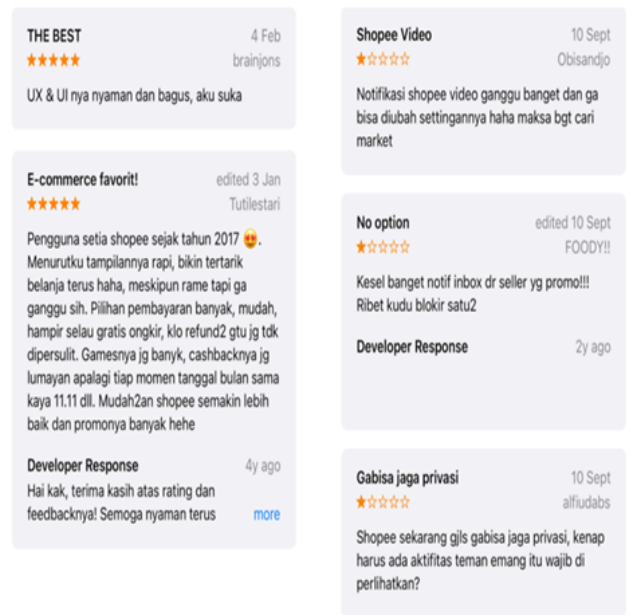 THE BEST 4 Feb
★★★★★ brainjons
UX & UI nya nyaman dan bagus, aku suka
E-commerce favorit! edited 3 Jan
★★★★★ Tutilestari
Pengguna setia shopee sejak tahun 2017 😍.
Menurutku tampilannya rapi, bikin tertarik
belanja terus haha, meskipun rame tapi ga
ganggu sih. Pilihan pembayaran banyak, mudah,
hampir selau gratis ongkir, klo refund2 gtu jg tdk
dipersulit. Gamesnya jg banyk, cashbacknya jg
lumayan apalagi tiap momen tanggal bulan sama
kaya 11.11 dll. Mudah2an shopee semakin lebih
baik dan promonya banyak hehe
Developer Response 4y ago
Hai kak, terima kasih atas rating dan
feedbacknya! Semoga nyaman terus more
Shopee Video 10 Sept
★☆☆☆☆ Obisandjo
Notifikasi shopee video ganggu banget dan ga
bisa diubah settingannya haha maksa bgt cari
market
No option edited 10 Sept
★☆☆☆☆ FOODY!!
Kesel banget notif inbox dr seller yg promo!!!
Ribet kudu blokir satu2
Developer Response 2y ago
Gabisa jaga privasi 10 Sept
★☆☆☆☆ alfiudabs
Shopee sekarang gjls gabisa jaga privasi, kenap
harus ada aktifitas teman emang itu wajib di
perlihatkan?